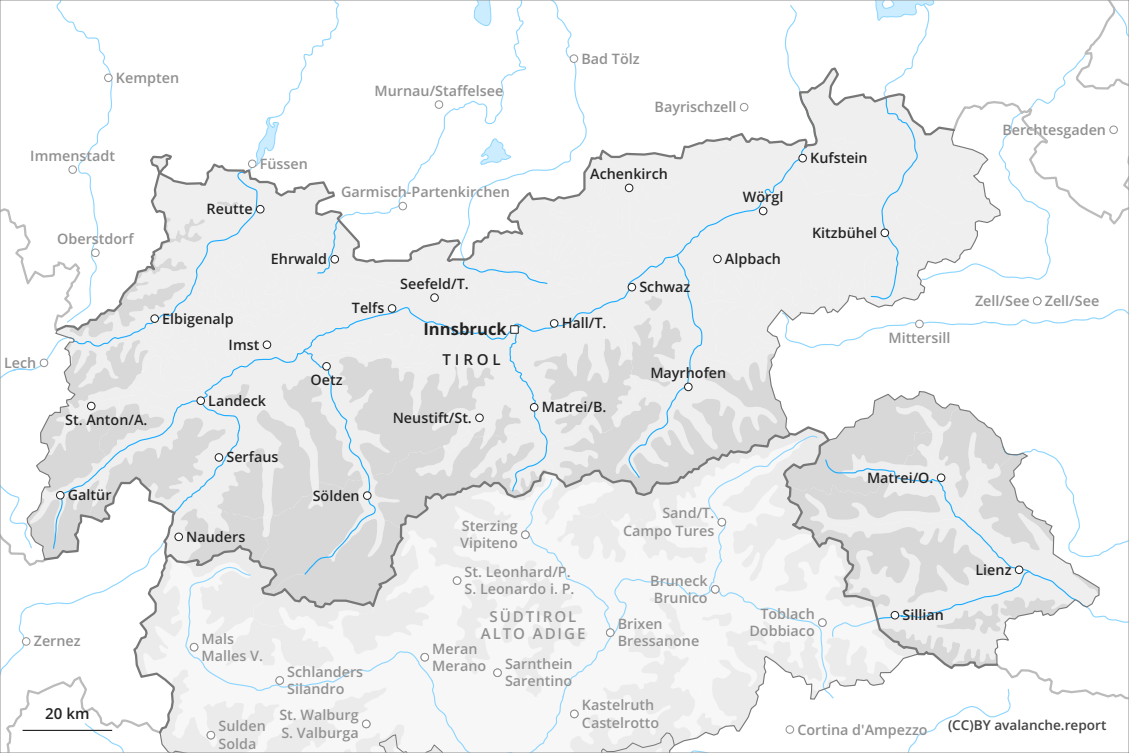 Kempten
Bad Tölz
Murnau/Staffelsee
Bayrischzell
Berchtesgaden
Immenstadt
Füssen
Kufstein
Achenkirch
Garmisch-Partenkirchen
Wörgl
Reutte
Kitzbühel
Oberstdorf
Ehrwald
Alpbach
Seefeld/T.
Schwaz
Zell/See
Zell/See
Telfs
Elbigenalp
Innsbruck
Hall/T.
Mittersill
Imst
TIROL
Lech
Oetz
Mayrhofen
Landeck
St. Anton/A.
Neustift/St.
Matrei/B.
Serfaus
Matrei/O.
Galtür
Sölden
Sand/T.
Campo Tures
Sterzing
Vipiteno
Nauders
Lienz
St. Leonhard/P.
S. Leonardo i. P.
Bruneck
Brunico
SÜDTIROL
ALTO ADIGE
Toblach
Dobbiaco
Sillian
Brixen
Bressanone
Zernez
Mals
Malles V.
Meran
Merano
Sarnthein
Sarentino
Schlanders
Silandro
Kastelruth
Castelrotto
20 km
St. Walburg
S. Valburga
Sulden
Solda
Cortina d'Ampezzo
(CC)BY avalanche.report